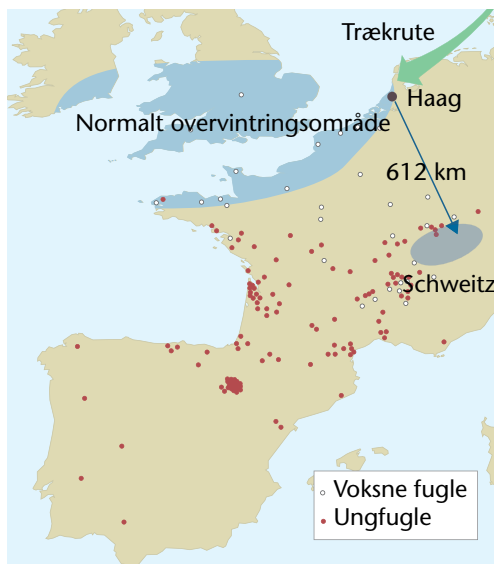 Trækrute
Haag
Normalt overvintringsområde
612 km
Schweitz
Voksne fugle
Ungfugle